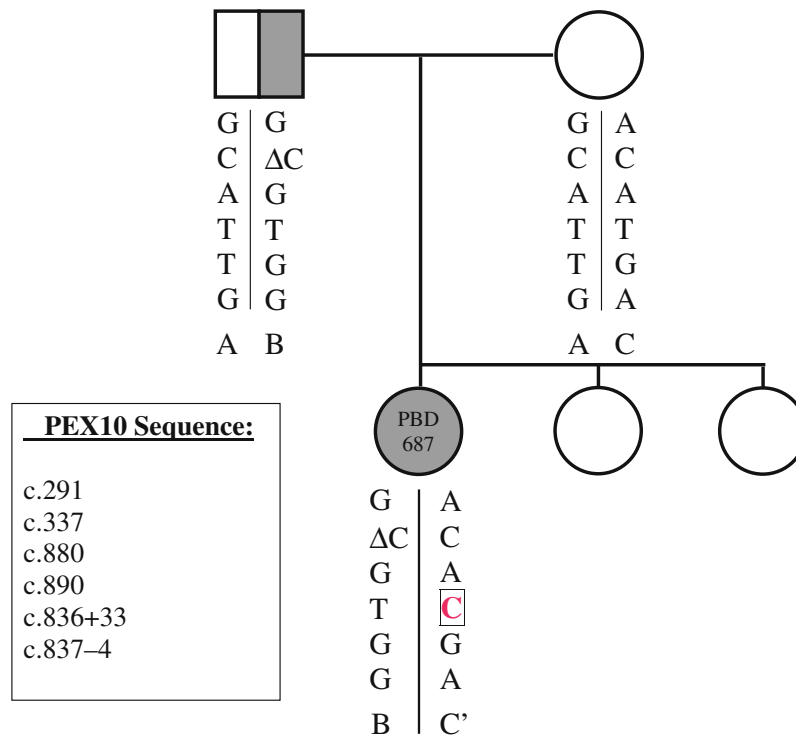 G G G A
C ΔC C C
A G A A
T T T T
T G T G
G G G A
A B A C
PEX10 Sequence:
c.291
c.337
c.880
c.890
c.836+33
c.837–4
PBD
687
G A
ΔC C
G A
T C
G G
G A
B C’